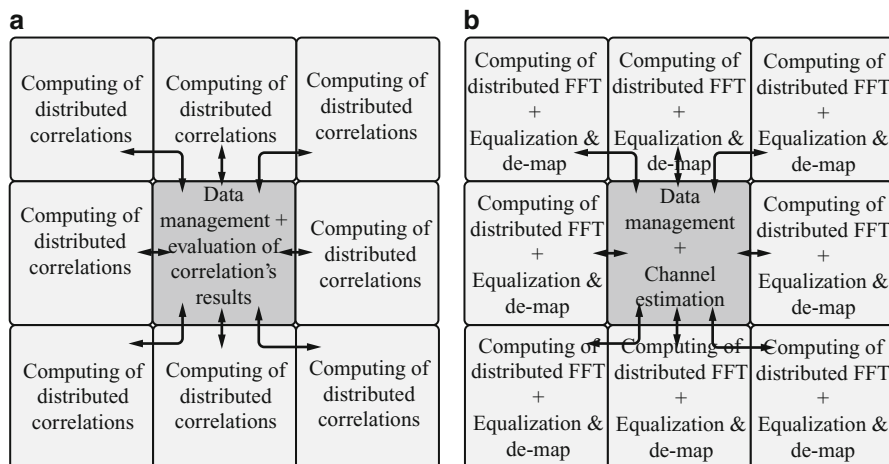 a
Computing of
distributed
correlations
Computing of
distributed
correlations
Computing of
distributed
correlations
Computing of
distributed
correlations
Data
management +
evaluation of
correlation's
results
Computing of
distributed
correlations
Computing of
distributed
correlations
Computing of
distributed
correlations
Computing of
distributed
correlations
b
Computing of
distributed FFT
+
Equalization &
de-map
Computing of
distributed FFT
+
Equalization &
de-map
Computing of
distributed FFT
+
Equalization &
de-map
Computing of
distributed FFT
+
Equalization &
de-map
Data
management
+
Channel
estimation
Computing of
distributed FFT
+
Equalization &
de-map
Computing of
distributed FFT
+
Equalization &
de-map
Computing of
distributed FFT
+
Equalization &
de-map
Computing of
distributed FFT
+
Equalization &
de-map